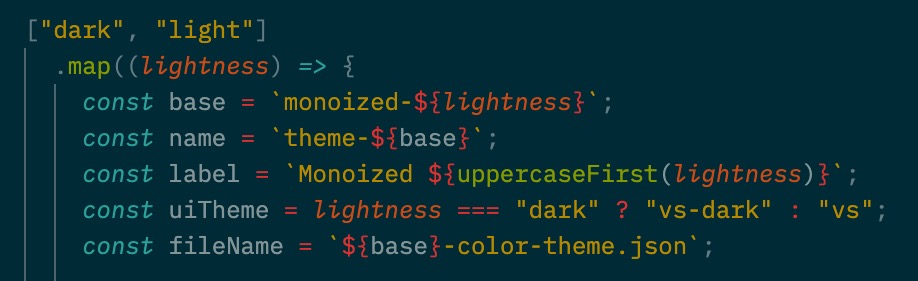 ["dark", "light"]
  .map((lightness) => {
    const base = `monoized-${lightness}`;
    const name = `theme-${base}`;
    const label = `Monoized ${uppercaseFirst(lightness)}`;
    const uiTheme = lightness === "dark" ? "vs-dark" : "vs";
    const fileName = `${base}-color-theme.json`;